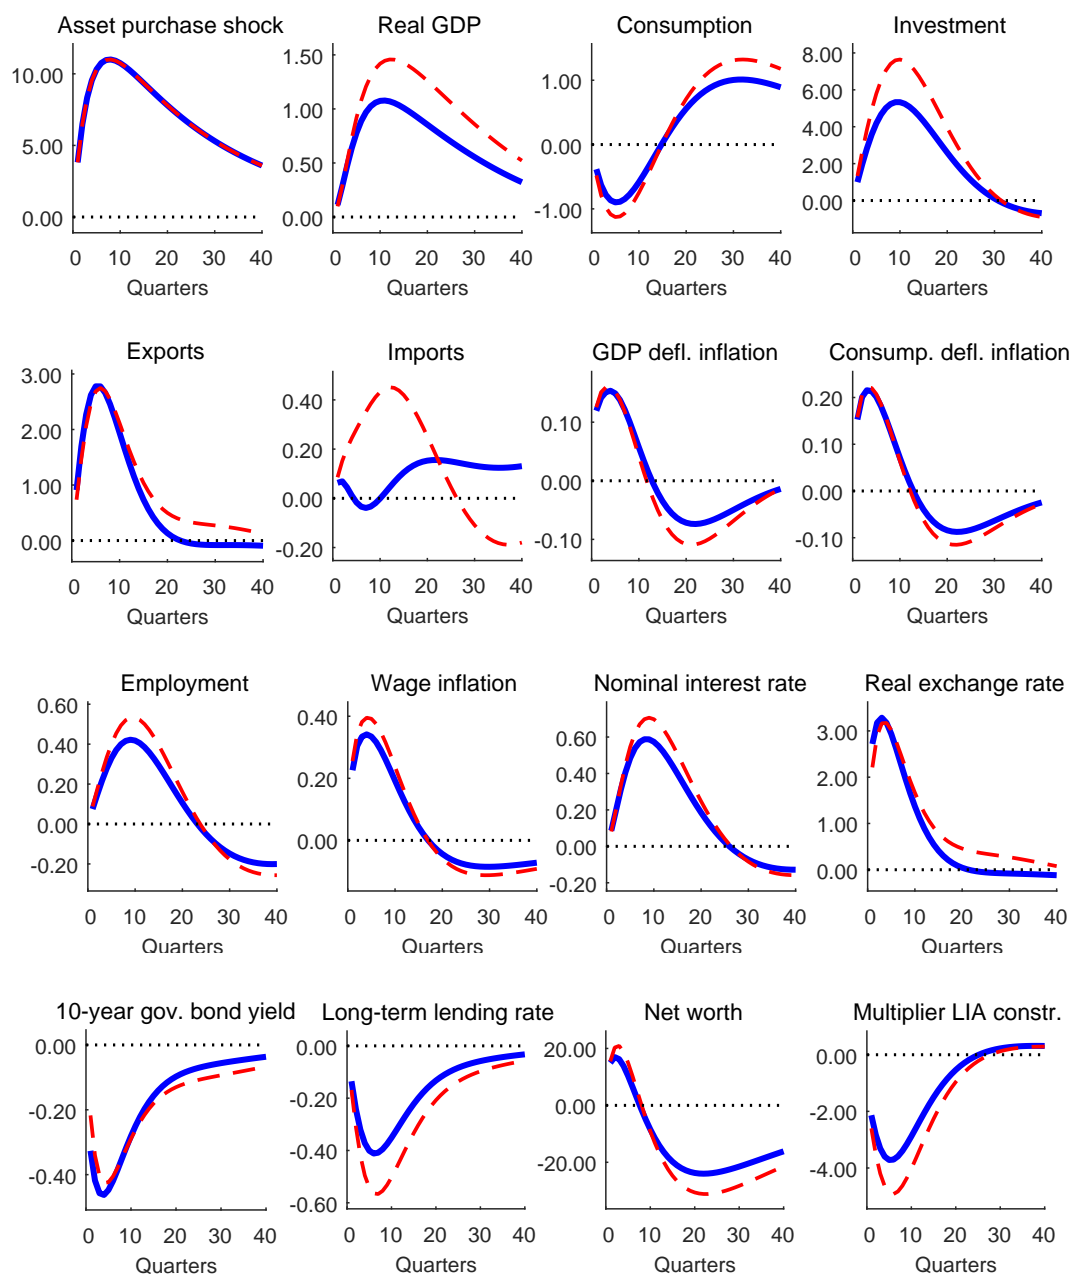 Asset purchase shock Real GDP Consumption Investment
10.00 5.00 0.00 1.50 1.00 0.50 0.00 1.00 0.00 -1.00 8.00 6.00 4.00 2.00 0.00
0 10 20 30 40 0 10 20 30 40 0 10 20 30 40 0 10 20 30 40
Quarters Quarters Quarters Quarters
Exports Imports GDP defl. inflation Consump. defl. inflation
3.00 2.00 1.00 0.00 0.40 0.20 0.00 -0.20 0.10 0.00 -0.10 0.20 0.10 0.00 -0.10
0 10 20 30 40 0 10 20 30 40 0 10 20 30 40 0 10 20 30 40
Quarters Quarters Quarters Quarters
Employment Wage inflation Nominal interest rate Real exchange rate
0.60 0.40 0.20 0.00 -0.20 0.40 0.20 0.00 0.60 0.40 0.20 0.00 -0.20 3.00 2.00 1.00 0.00
0 10 20 30 40 0 10 20 30 40 0 10 20 30 40 0 10 20 30 40
Quarters Quarters Quarters Quarters
10-year gov. bond yield Long-term lending rate Net worth Multiplier LIA constr.
0.00 -0.20 -0.40 0.00 -0.20 -0.40 -0.60 20.00 0.00 -20.00 0.00 -2.00 -4.00
0 10 20 30 40 0 10 20 30 40 0 10 20 30 40 0 10 20 30 40
Quarters Quarters Quarters Quarters